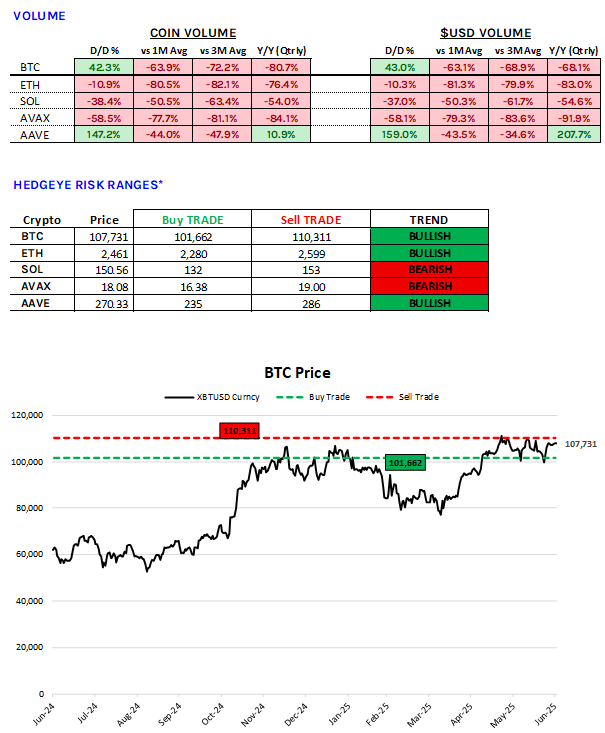 VOLUME
COIN VOLUME $USD VOLUME
D/D % vs 1M Avg vs 3M Avg Y/Y (Qtrly) D/D % vs 1M Avg vs 3M Avg Y/Y (Qtrly)
BTC 42.3% -63.9% -72.2% -80.7% 43.0% -63.1% -68.9% -68.1%
ETH -10.9% -80.5% -82.1% -76.4% -10.3% -81.3% -79.9% -83.0%
SOL -38.4% -50.5% -63.4% -54.0% -37.0% -50.3% -61.7% -54.6%
AVAX -58.5% -77.7% -81.1% -84.1% -58.1% -79.3% -83.6% -91.9%
AAVE 147.2% -44.0% -47.9% 10.9% 159.0% -43.5% -34.6% 207.7%
HEDGEYE RISK RANGES*
Crypto Price Buy TRADE Sell TRADE TREND
BTC 107,731 101,662 110,311 BULLISH
ETH 2,461 2,280 2,599 BULLISH
SOL 150.56 132 153 BEARISH
AVAX 18.08 16.38 19.00 BEARISH
AAVE 270.33 235 286 BULLISH
BTC Price
XBTUSD Curncy Buy Trade Sell Trade
120,000
110,311
107,731
100,000
101,662
80,000
60,000
40,000
20,000
0
Jun-24 Jul-24 Aug-24 Sep-24 Oct-24 Nov-24 Dec-24 Jan-25 Feb-25 Mar-25 Apr-25 May-25 Jun-25